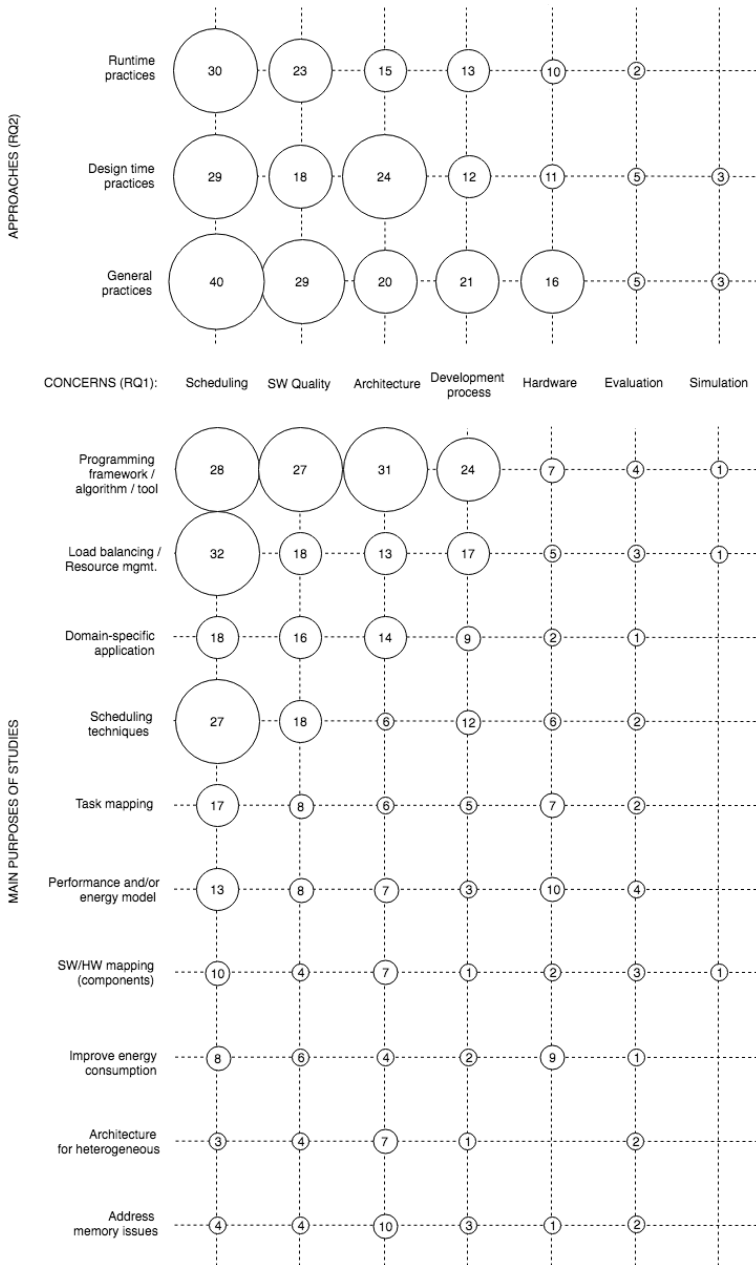 APPROACHES (RQ2)
Runtime
practices
30 23 15 13 10 2
Design time
practices
29 18 24 12 11 5 3
General
practices
40 29 20 21 16 5 3
CONCERNS (RQ1): Scheduling SW Quality Architecture Development
process Hardware Evaluation Simulation
MAIN PURPOSES OF STUDIES
Programming
framework /
algorithm / tool
28 27 31 24 7 4 1
Load balancing /
Resource mgmt.
32 18 13 17 5 3 1
Domain-specific
application
18 16 14 9 2 1
Scheduling
techniques
27 18 6 12 6 2
Task mapping
17 8 6 5 7 2
Performance and/or
energy model
13 8 7 3 10 4
SW/HW mapping
(components)
10 4 7 1 2 3 1
Improve energy
consumption
8 6 4 2 9 1
Architecture
for heterogeneous
3 4 7 1 2
Address
memory issues
4 4 10 3 1 2